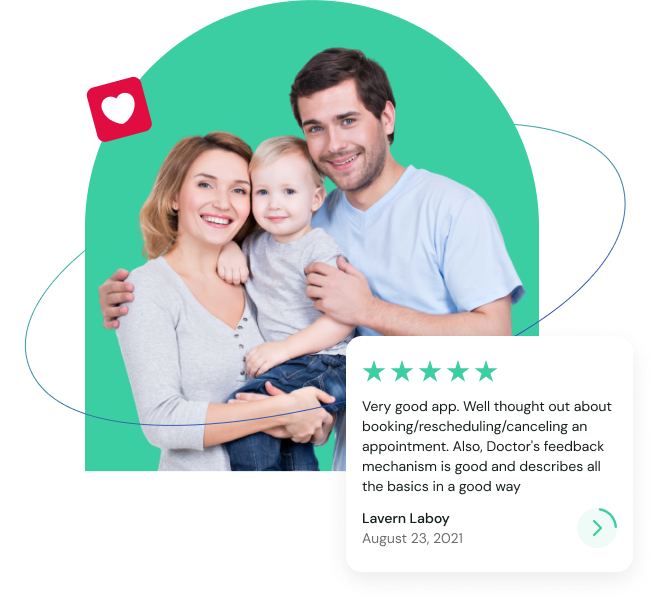 Very good app. Well thought out about
booking/rescheduling/canceling an
appointment. Also, Doctor's feedback
mechanism is good and describes all
the basics in a good way
Lavern Laboy
August 23, 2021